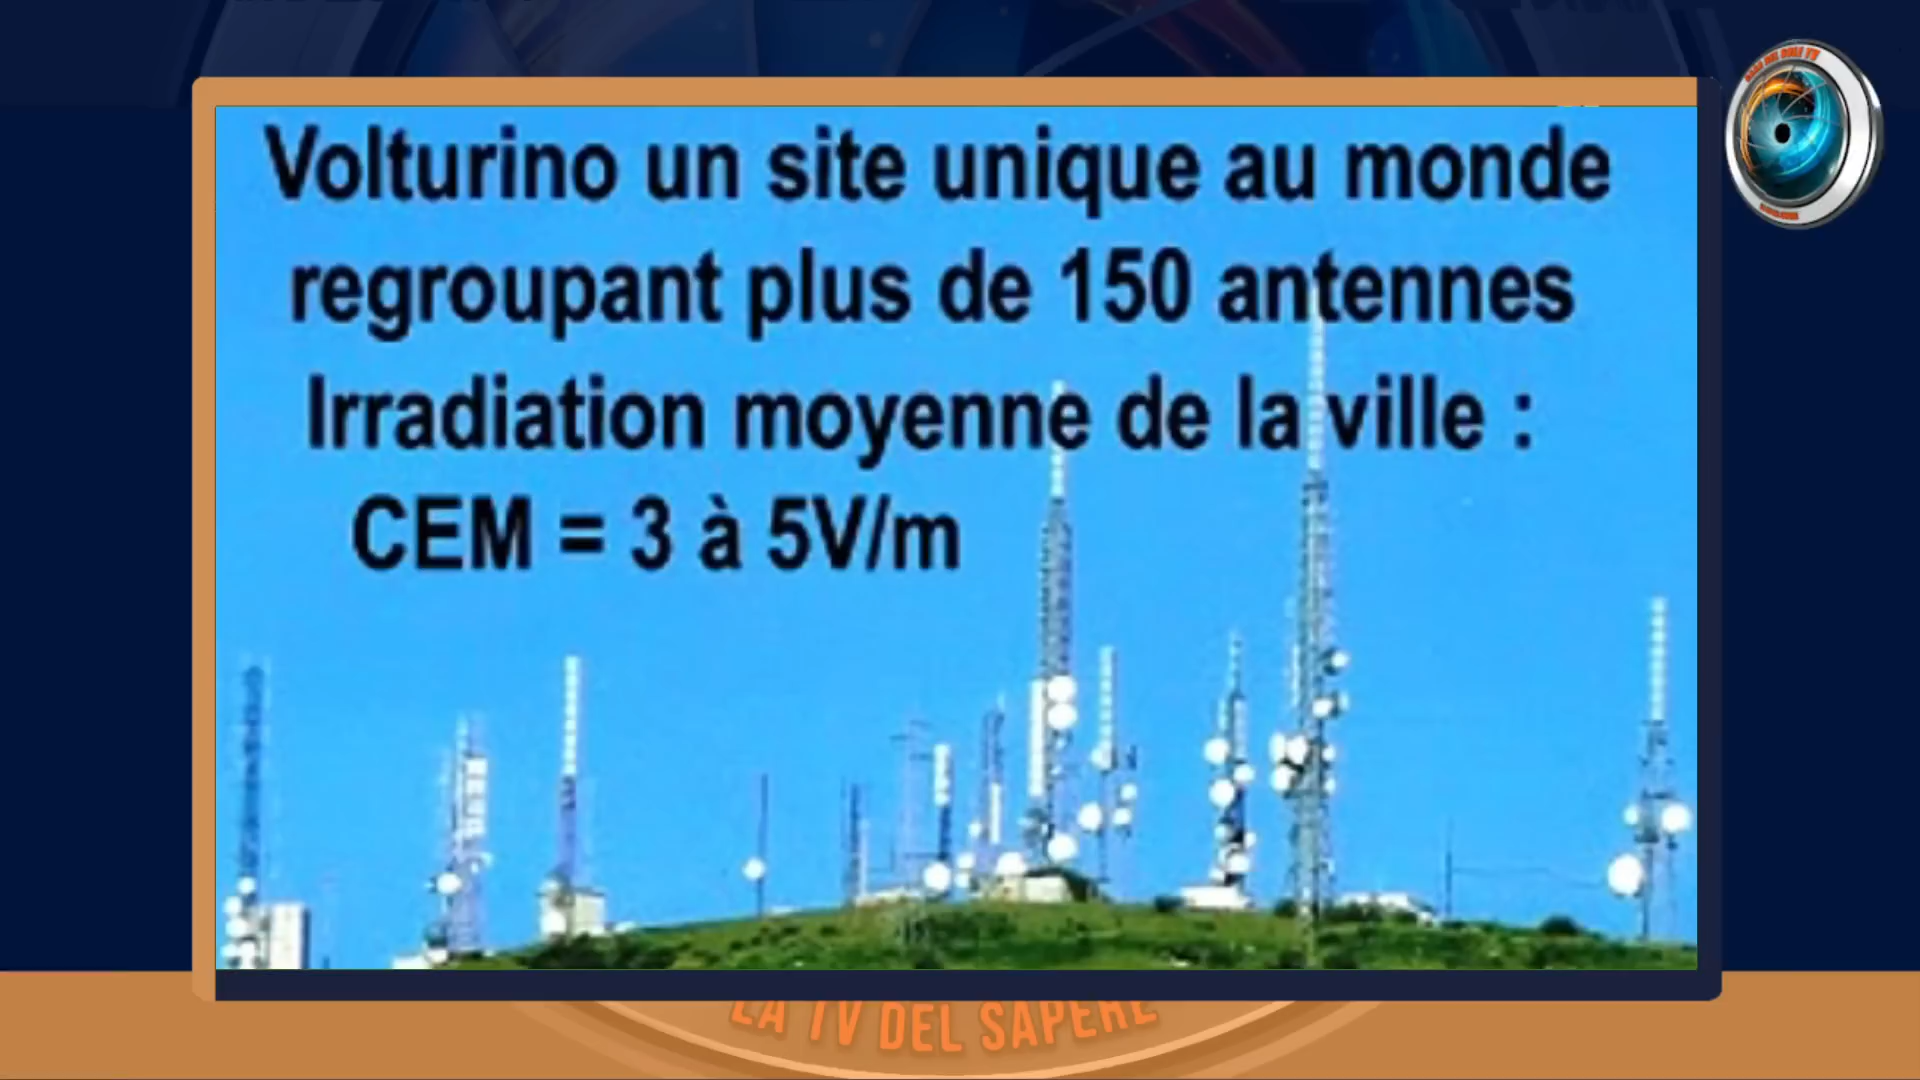 Volturino un site unique au monde
regroupant plus de 150 antennes
Irradiation moyenne de la ville :
CEM = 3 à 5V/m
LA TV DEL SAPERE